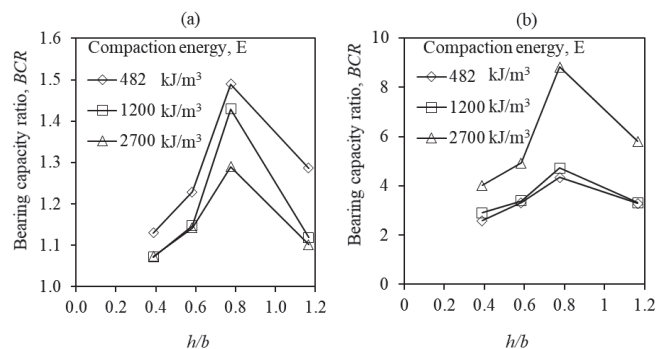 (a)
Bearing capacity ratio, BCR
1.6
1.5
1.4
1.3
1.2
1.1
1.0
Compaction energy, E
482 kJ/m³
1200 kJ/m³
2700 kJ/m³
0.0 0.2 0.4 0.6 0.8 1.0 1.2
h/b
(b)
Bearing capacity ratio, BCR
10
8
6
4
2
0
Compaction energy, E
482 kJ/m³
1200 kJ/m³
2700 kJ/m³
0 0.2 0.4 0.6 0.8 1 1.2
h/b